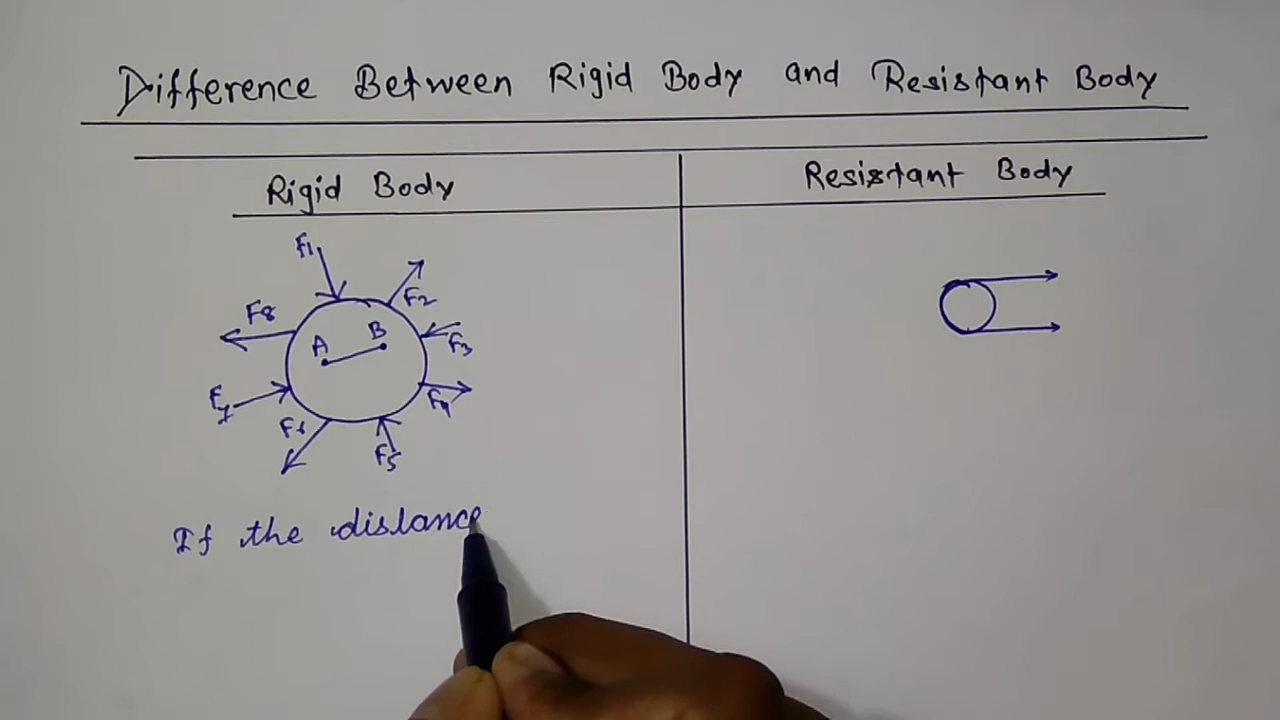 Difference Between Rigid Body and Resistant Body
Rigid Body
Resistant Body
F1
F2
F8
B
A
F3
F7
F4
F6
F5
If the distance